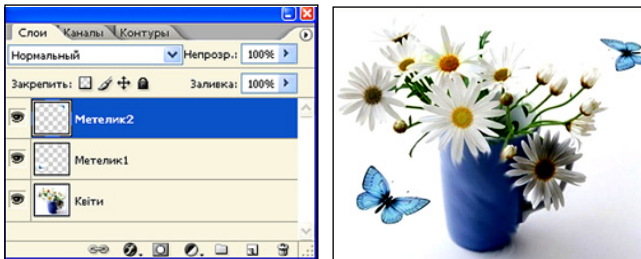 Слои Каналы Контуры
Нормальный Непрозр.: 100%
Закрепить: Заливка: 100%
Метелик2
Метелик1
Квіти